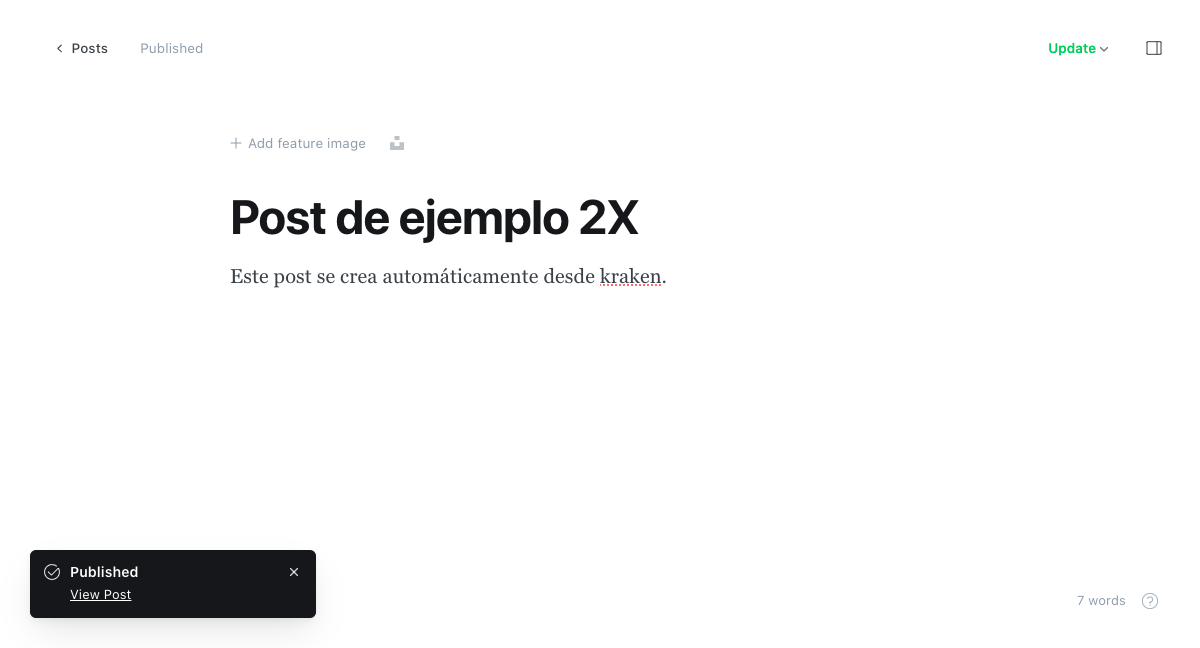 Posts
Published
Update
Add feature image
Post de ejemplo 2X
Este post se crea automáticamente desde kraken.
Published
View Post
7 words
?